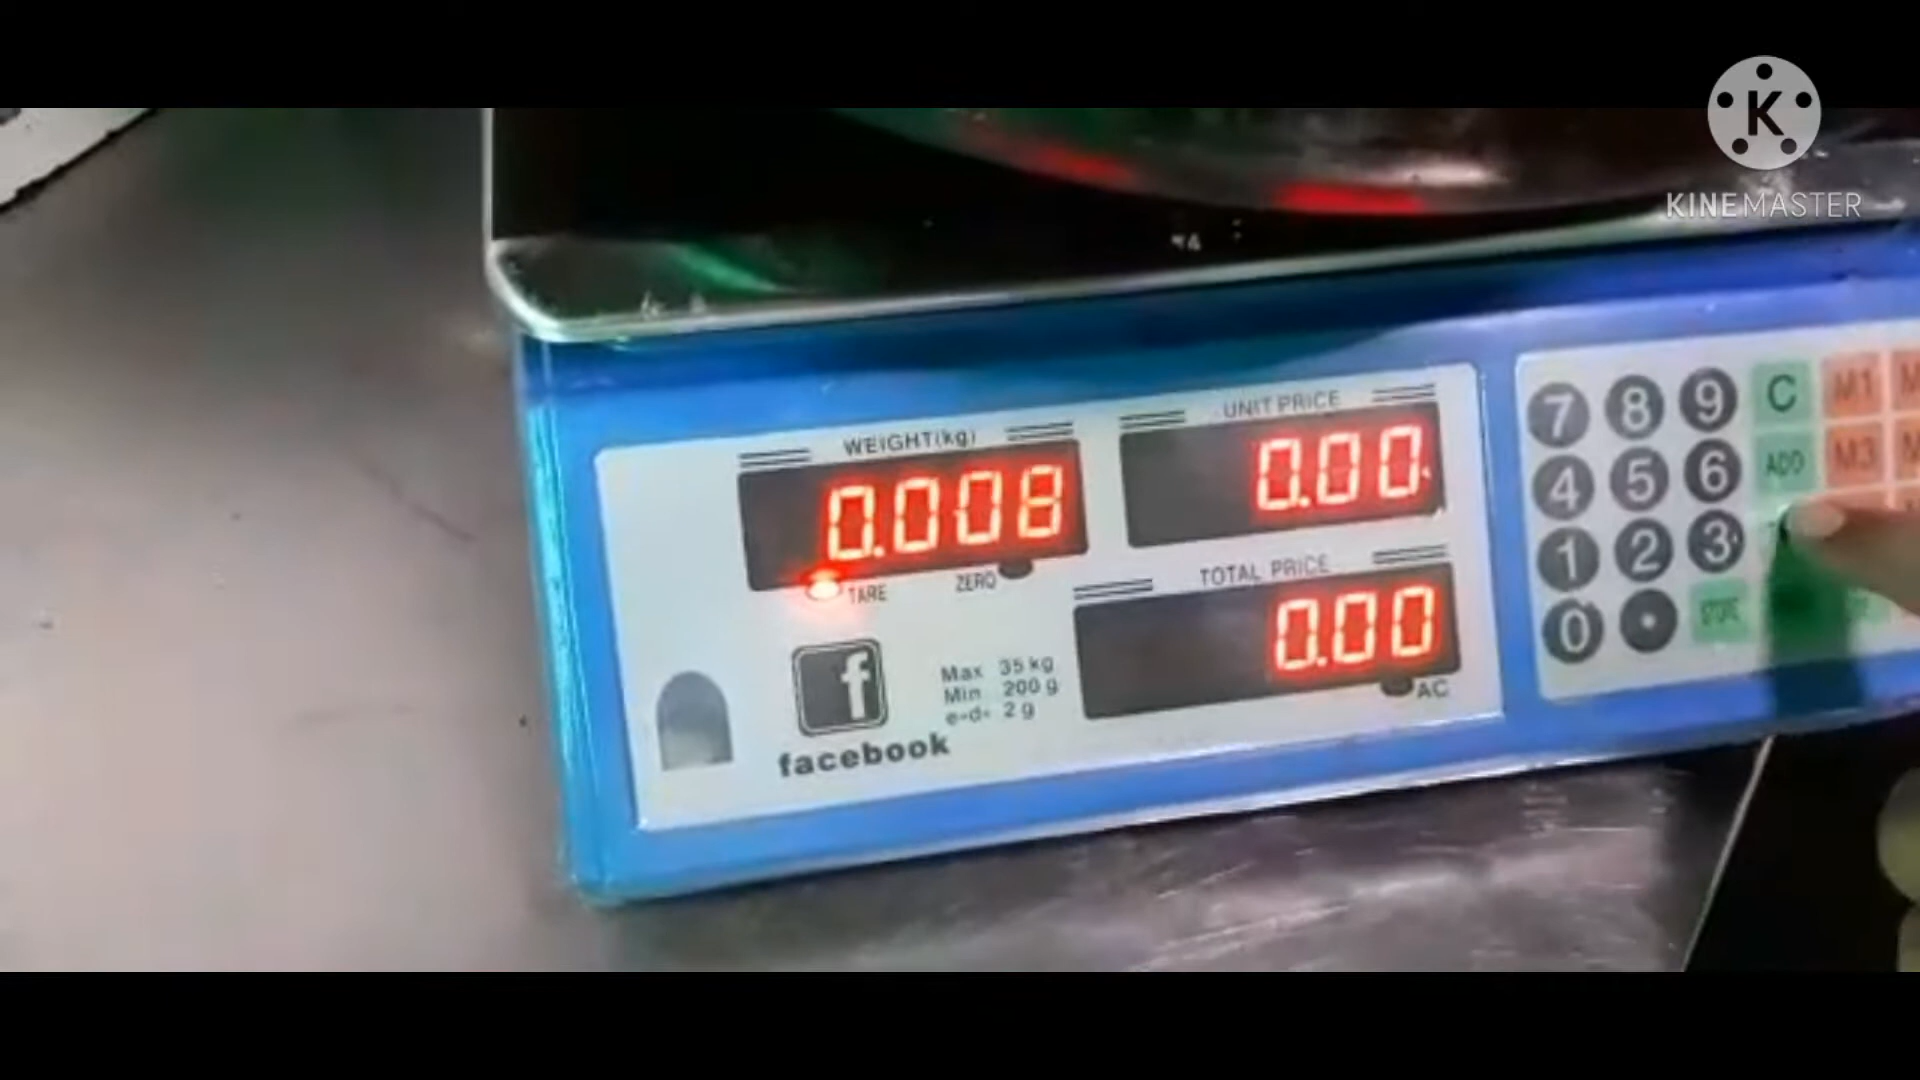 K
KINEMASTER
WEIGHT(kg)
0.008
TARE
ZERO
UNIT PRICE
0.00
TOTAL PRICE
0.00
AC
f
facebook
Max 35 kg
Min 200 g
e=d= 2 g
7 8 9 C M1 M
4 5 6 ADD M3 M
1 2 3
0 .